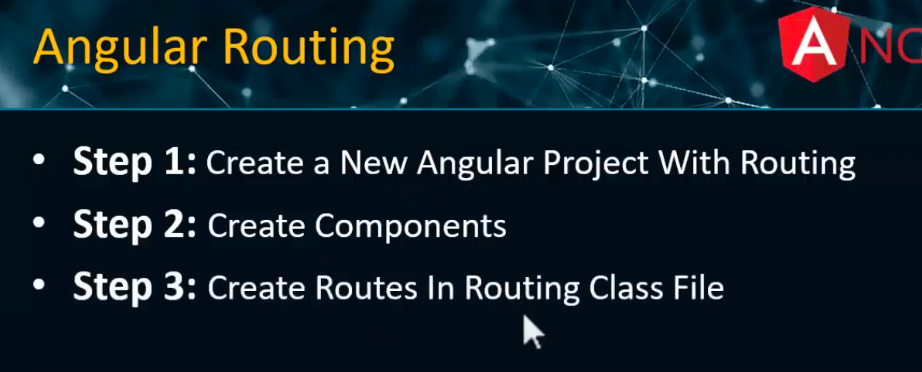 Angular Routing
A NG
• Step 1: Create a New Angular Project With Routing
• Step 2: Create Components
• Step 3: Create Routes In Routing Class File